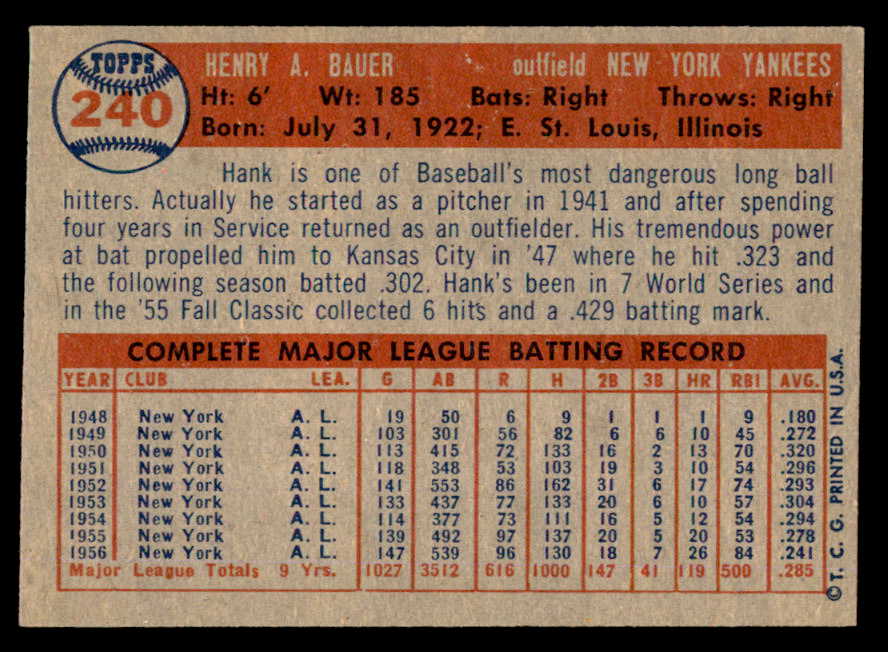 TOPPS
240
HENRY A. BAUER outfield NEW YORK YANKEES
Ht: 6' Wt: 185 Bats: Right Throws: Right
Born: July 31, 1922; E. St. Louis, Illinois
Hank is one of Baseball's most dangerous long ball
hitters. Actually he started as a pitcher in 1941 and after spending
four years in Service returned as an outfielder. His tremendous power
at bat propelled him to Kansas City in '47 where he hit .323 and
the following season batted .302. Hank's been in 7 World Series and
in the '55 Fall Classic collected 6 hits and a .429 batting mark.
COMPLETE MAJOR LEAGUE BATTING RECORD
YEAR CLUB LEA. G AB R H 2B 3B HR RBI AVG.
1948 New York A. L. 19 50 6 9 1 1 1 9 .180
1949 New York A. L. 103 301 56 82 6 6 10 45 .272
1950 New York A. L. 113 415 72 133 16 2 13 70 .320
1951 New York A. L. 118 348 53 103 19 3 10 54 .296
1952 New York A. L. 141 553 86 162 31 6 17 74 .293
1953 New York A. L. 133 437 77 133 20 6 10 57 .304
1954 New York A. L. 114 377 73 111 16 5 12 54 .294
1955 New York A. L. 139 492 97 137 20 5 20 53 .278
1956 New York A. L. 147 539 96 130 18 7 26 84 .241
Major League Totals 9 Yrs. 1027 3512 616 1000 147 41 119 500 .285
©T. C. G. PRINTED IN U.S.A.